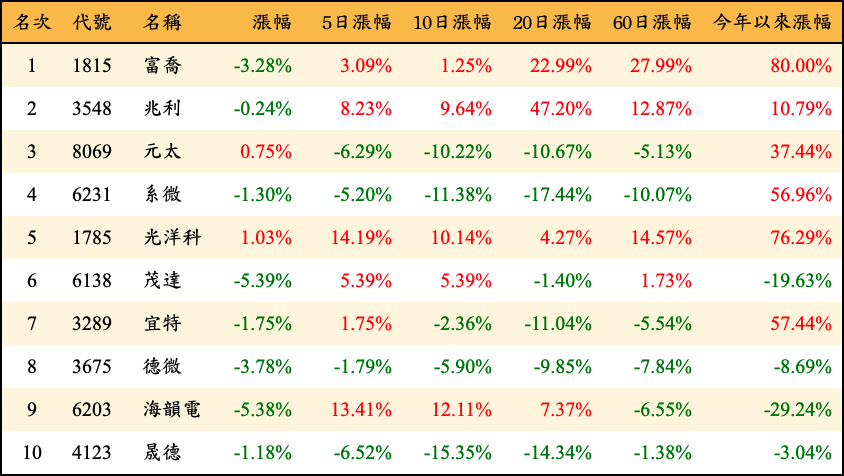 名次 代號 名稱 漲幅 5日漲幅 10日漲幅 20日漲幅 60日漲幅 今年以來漲幅
1 1815 富喬 -3.28% 3.09% 1.25% 22.99% 27.99% 80.00%
2 3548 兆利 -0.24% 8.23% 9.64% 47.20% 12.87% 10.79%
3 8069 元太 0.75% -6.29% -10.22% -10.67% -5.13% 37.44%
4 6231 系微 -1.30% -5.20% -11.38% -17.44% -10.07% 56.96%
5 1785 光洋科 1.03% 14.19% 10.14% 4.27% 14.57% 76.29%
6 6138 茂達 -5.39% 5.39% 5.39% -1.40% 1.73% -19.63%
7 3289 宜特 -1.75% 1.75% -2.36% -11.04% -5.54% 57.44%
8 3675 德微 -3.78% -1.79% -5.90% -9.85% -7.84% -8.69%
9 6203 海韻電 -5.38% 13.41% 12.11% 7.37% -6.55% -29.24%
10 4123 晟德 -1.18% -6.52% -15.35% -14.34% -1.38% -3.04%